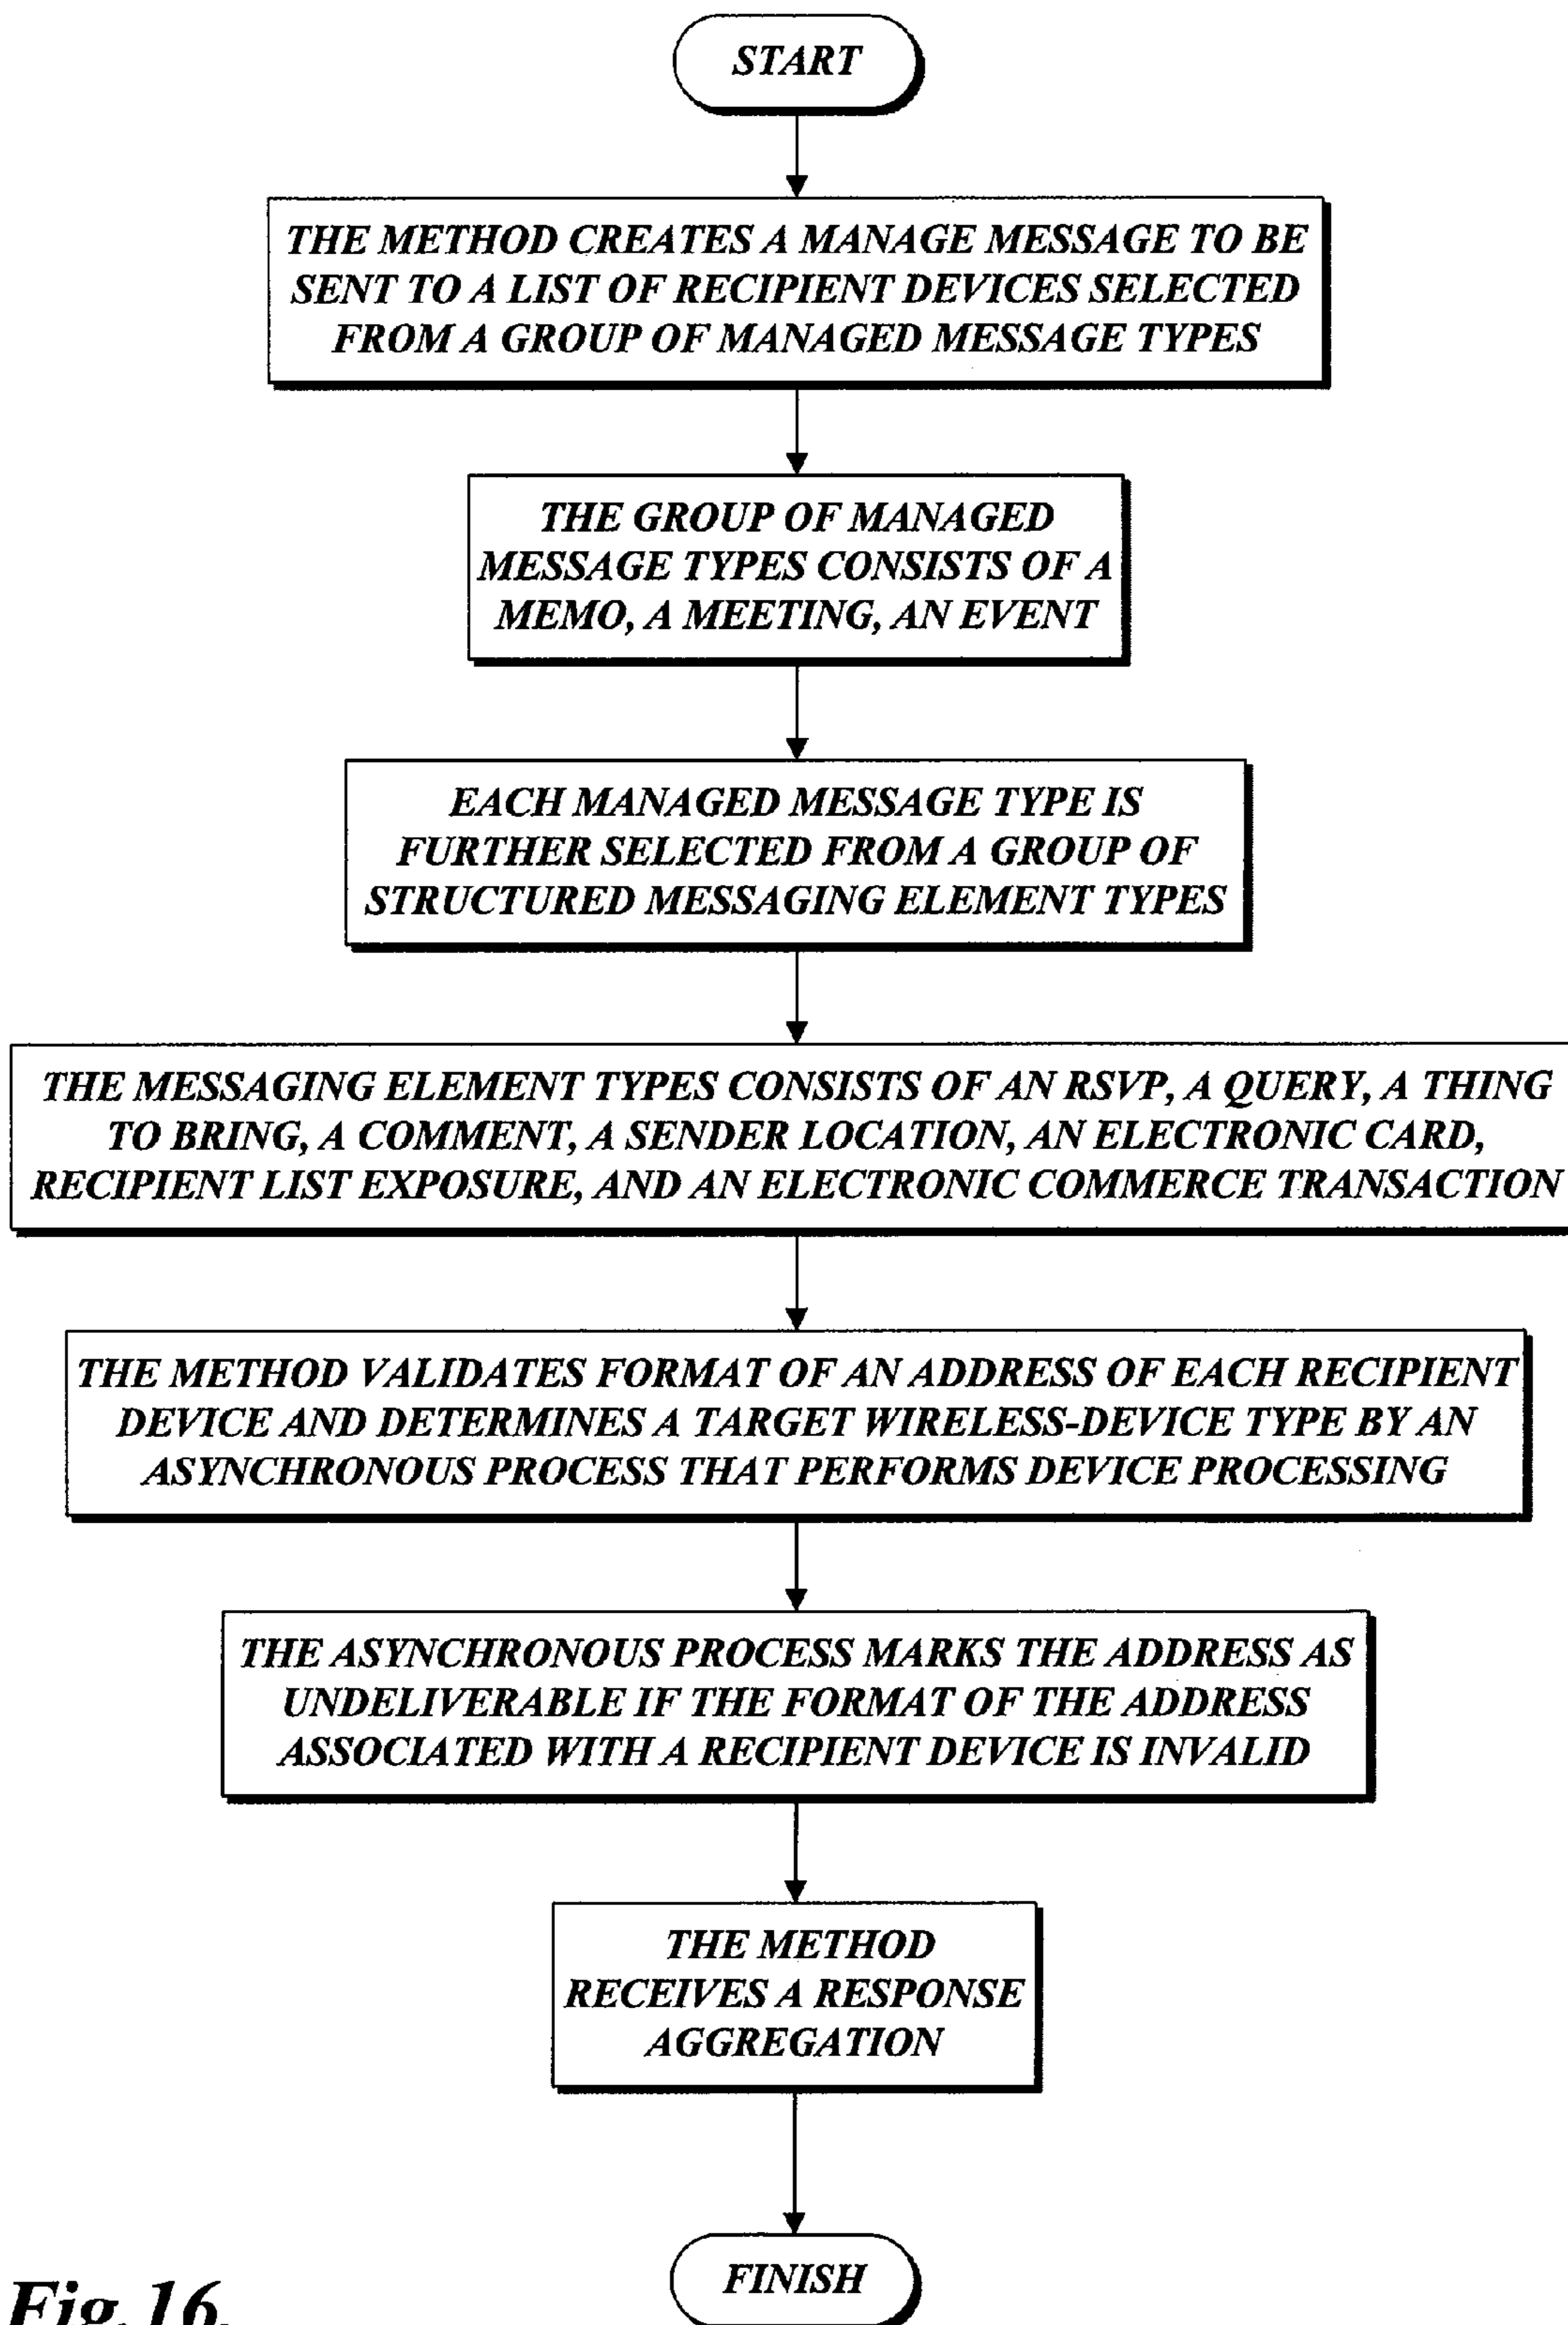 START
THE METHOD CREATES A MANAGE MESSAGE TO BE
SENT TO A LIST OF RECIPIENT DEVICES SELECTED
FROM A GROUP OF MANAGED MESSAGE TYPES
THE GROUP OF MANAGED
MESSAGE TYPES CONSISTS OF A
MEMO, A MEETING, AN EVENT
EACH MANAGED MESSAGE TYPE IS
FURTHER SELECTED FROM A GROUP OF
STRUCTURED MESSAGING ELEMENT TYPES
THE MESSAGING ELEMENT TYPES CONSISTS OF AN RSVP, A QUERY, A THING
TO BRING, A COMMENT, A SENDER LOCATION, AN ELECTRONIC CARD,
RECIPIENT LIST EXPOSURE, AND AN ELECTRONIC COMMERCE TRANSACTION
THE METHOD VALIDATES FORMAT OF AN ADDRESS OF EACH RECIPIENT
DEVICE AND DETERMINES A TARGET WIRELESS-DEVICE TYPE BY AN
ASYNCHRONOUS PROCESS THAT PERFORMS DEVICE PROCESSING
THE ASYNCHRONOUS PROCESS MARKS THE ADDRESS AS
UNDELIVERABLE IF THE FORMAT OF THE ADDRESS
ASSOCIATED WITH A RECIPIENT DEVICE IS INVALID
THE METHOD
RECEIVES A RESPONSE
AGGREGATION
FINISH
Fig.16.